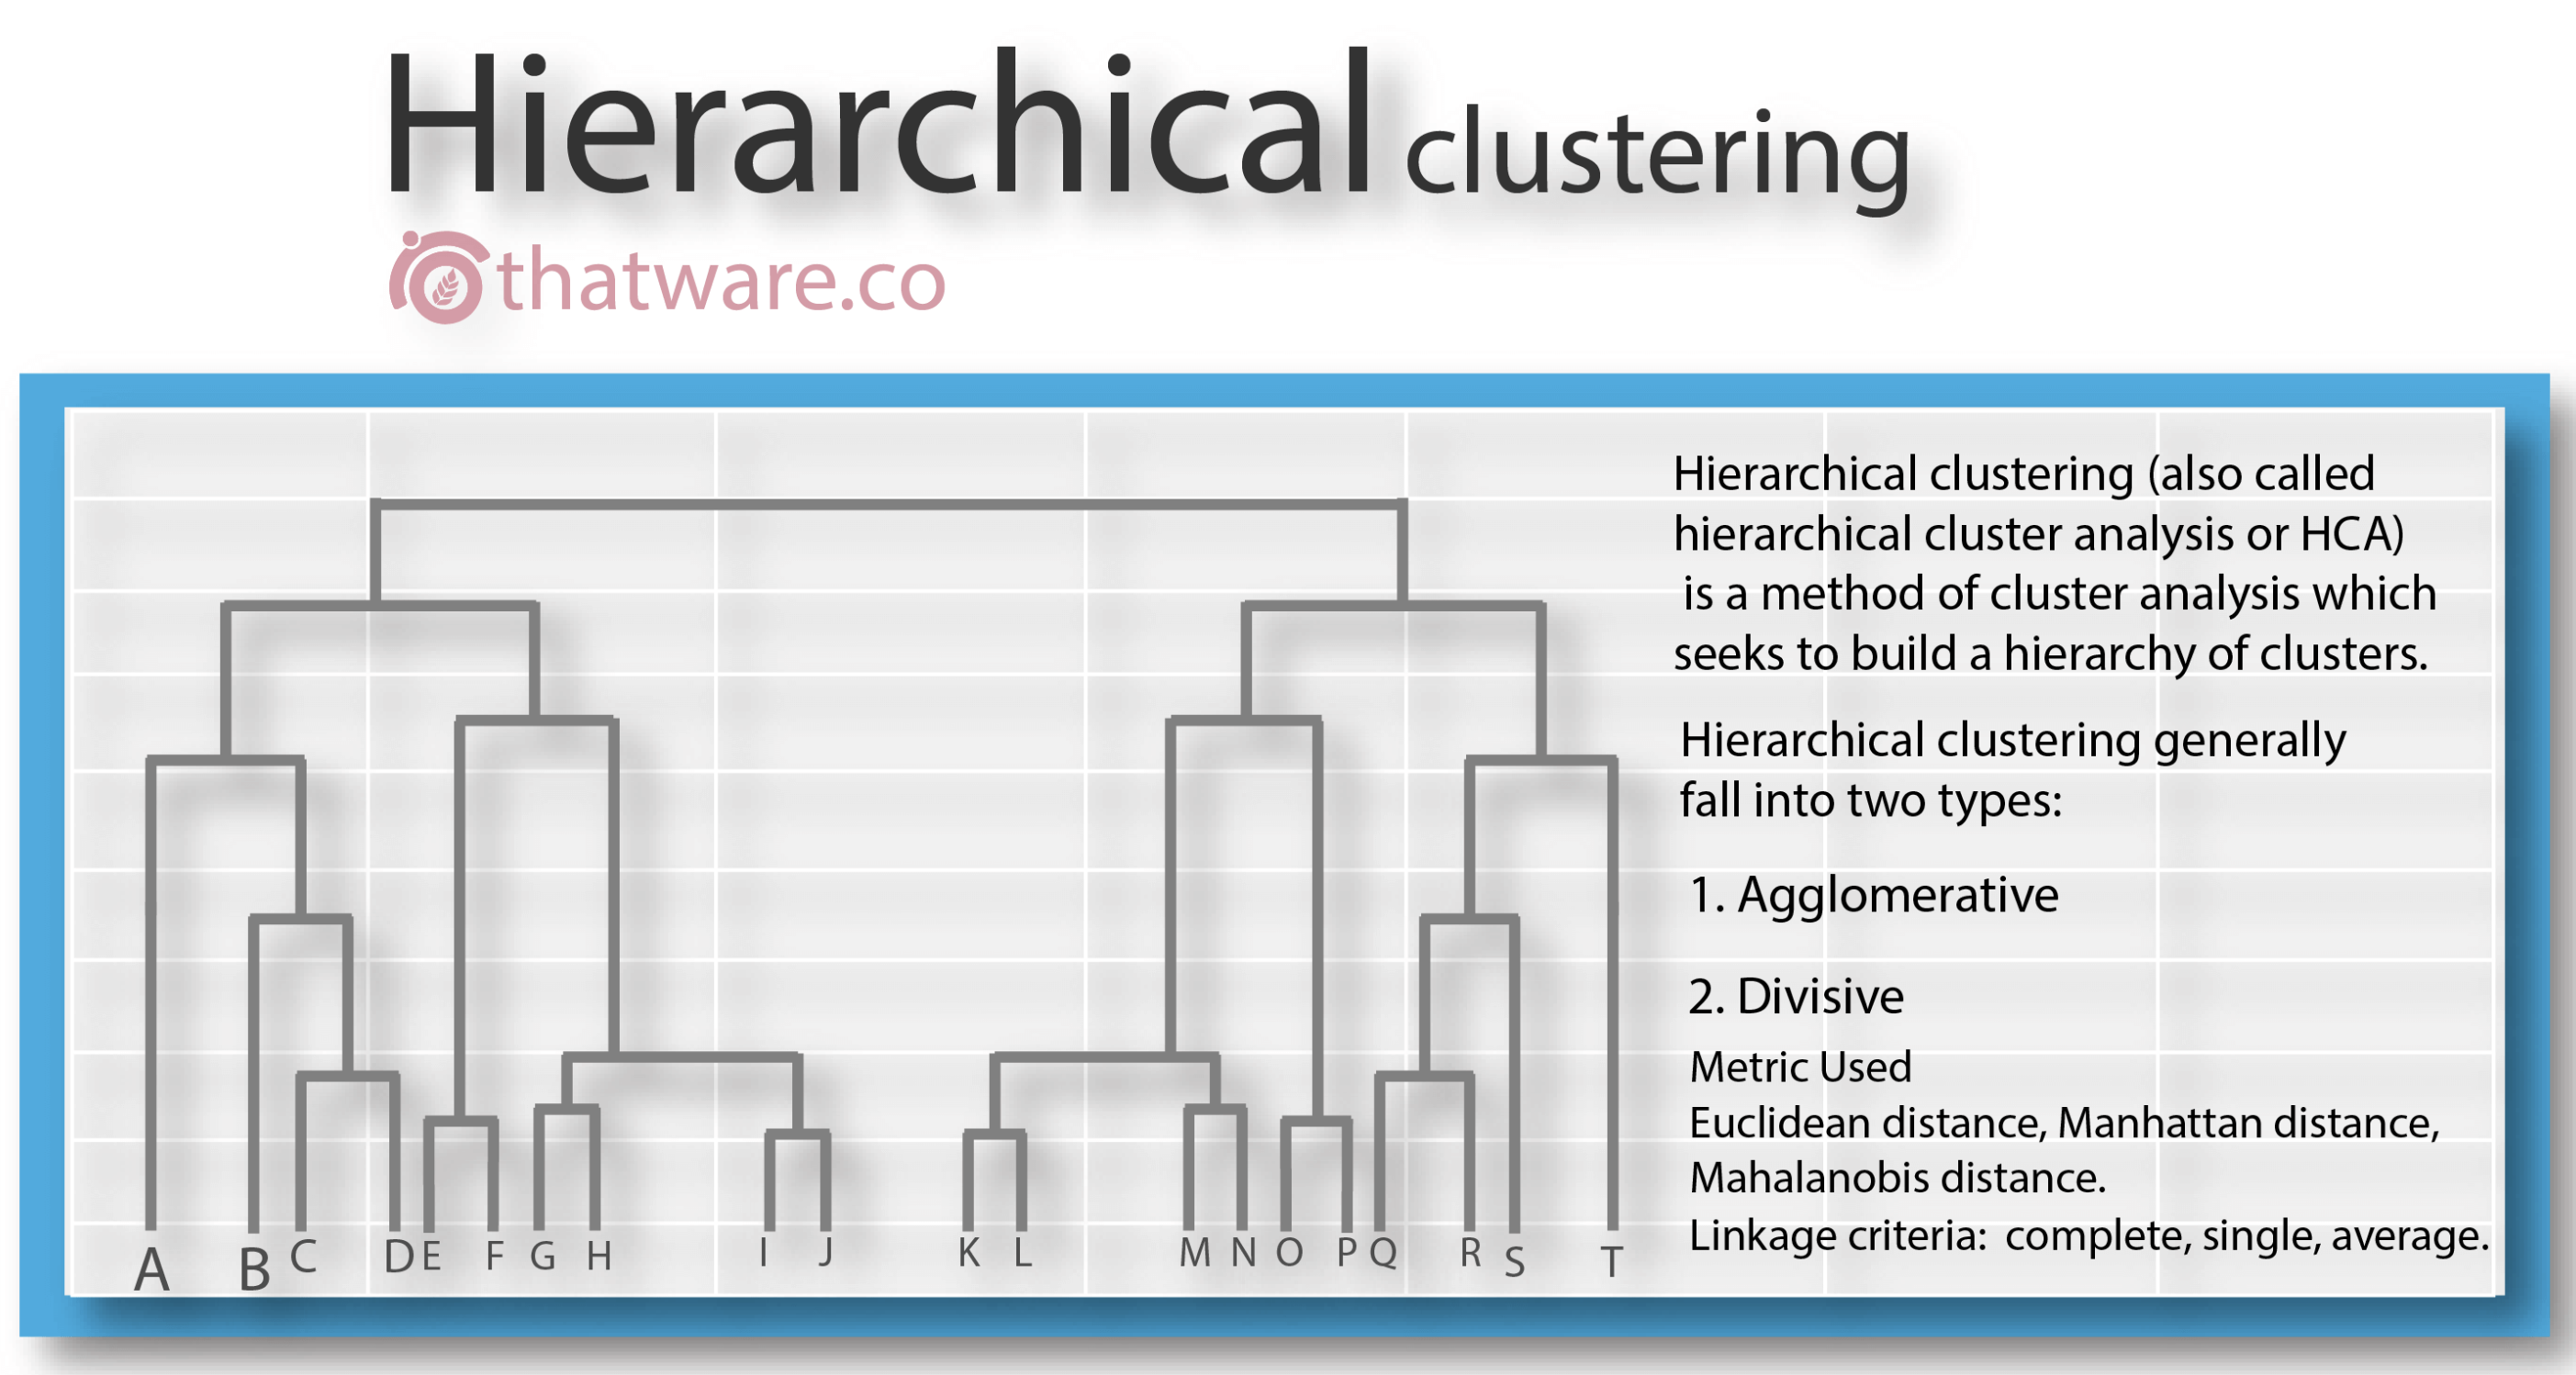 Hierarchical clustering
thatware.co
Hierarchical clustering (also called
hierarchical cluster analysis or HCA)
is a method of cluster analysis which
seeks to build a hierarchy of clusters.
Hierarchical clustering generally
fall into two types:
1. Agglomerative
2. Divisive
Metric Used
Euclidean distance, Manhattan distance,
Mahalanobis distance.
Linkage criteria: complete, single, average.
A B C D E F G H I J K L M N O P Q R S T